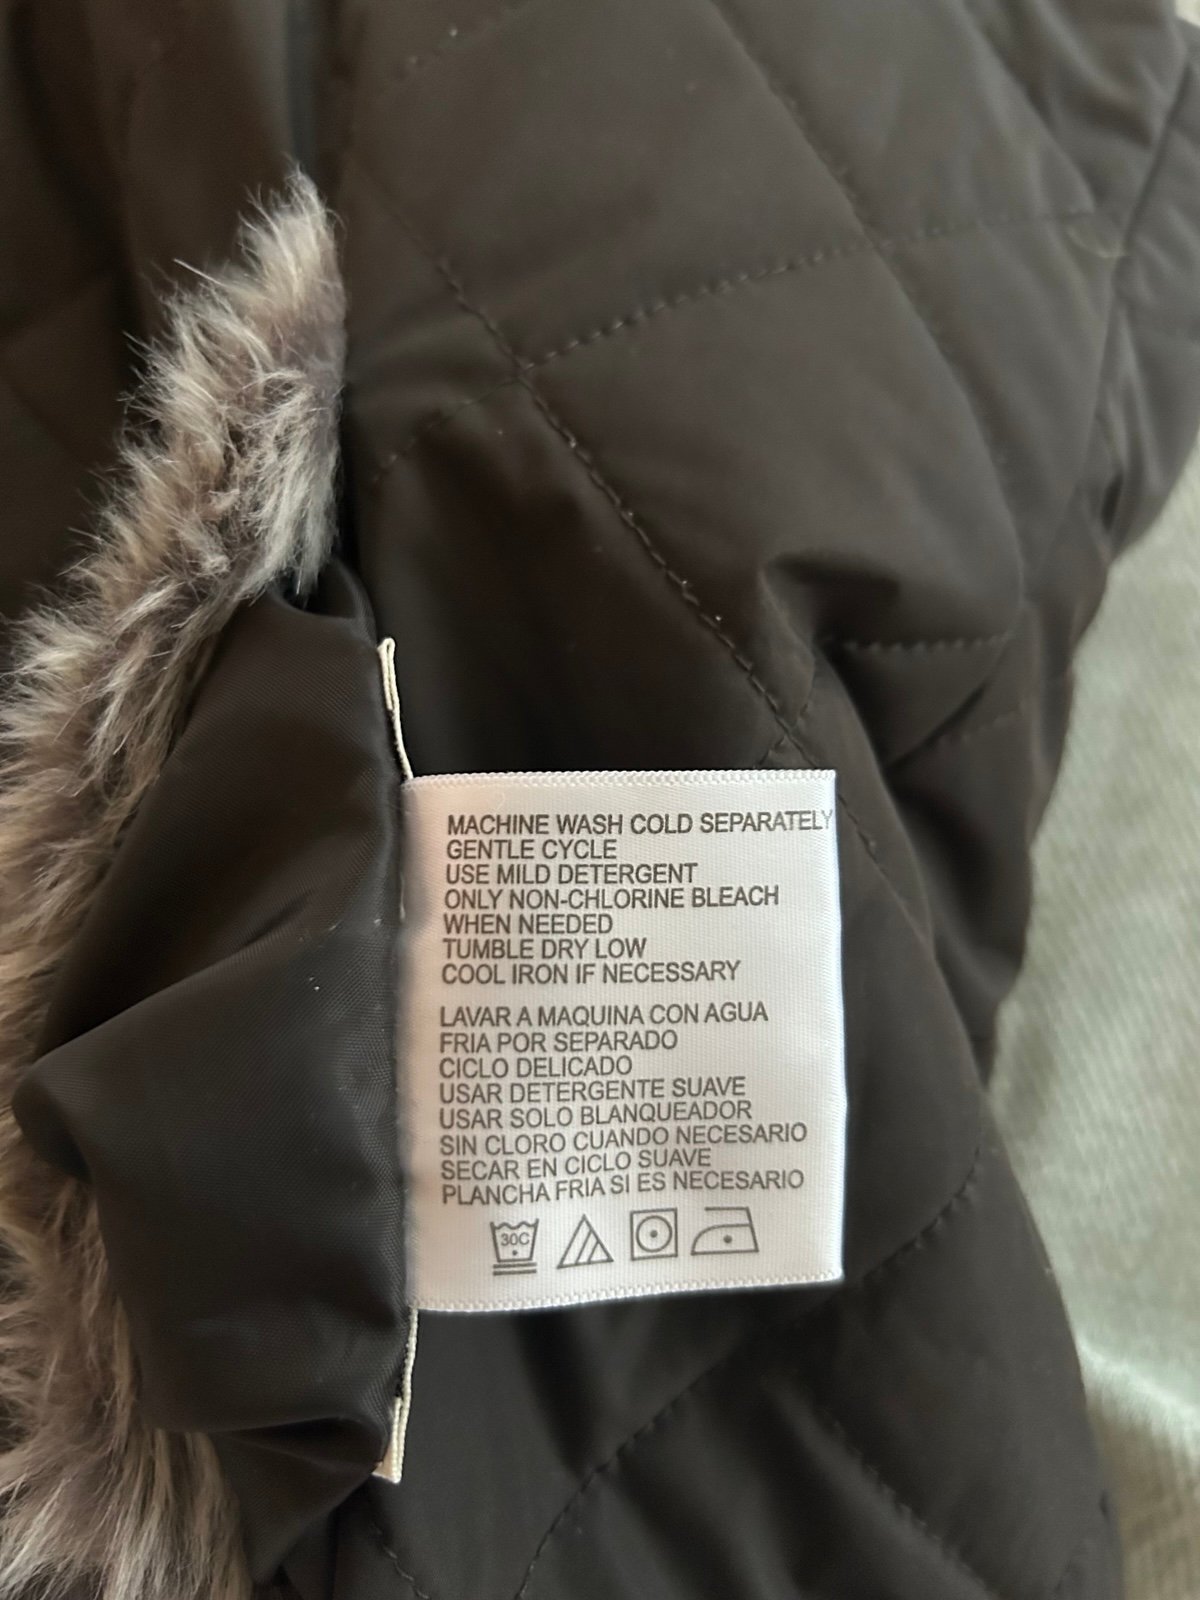 MACHINE WASH COLD SEPARATELY
GENTLE CYCLE
USE MILD DETERGENT
ONLY NON-CHLORINE BLEACH
WHEN NEEDED
TUMBLE DRY LOW
COOL IRON IF NECESSARY
LAVAR A MAQUINA CON AGUA
FRIA POR SEPARADO
CICLO DELICADO
USAR DETERGENTE SUAVE
USAR SOLO BLANQUEADOR
SIN CLORO CUANDO NECESARIO
SECAR EN CICLO SUAVE
PLANCHA FRIA SI ES NECESARIO
30C